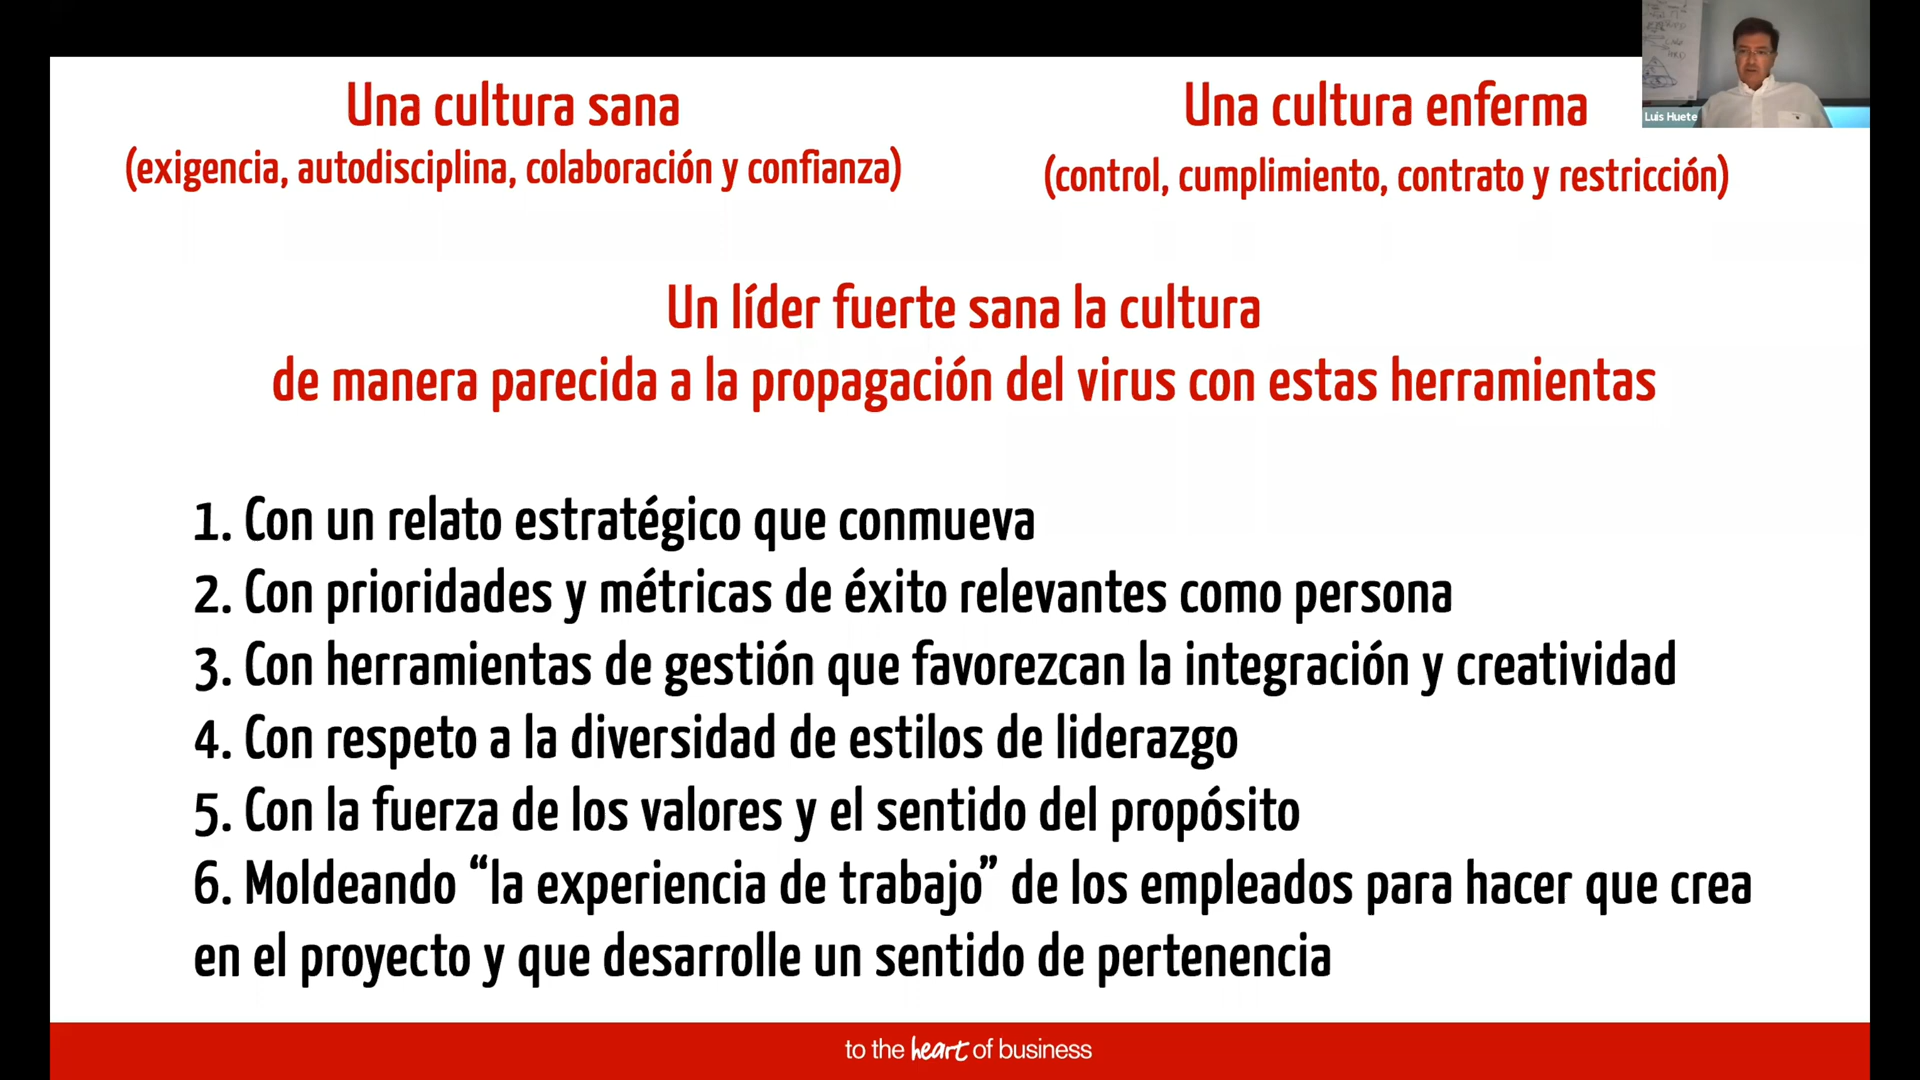 Una cultura sana
(exigencia, autodisciplina, colaboración y confianza)
Una cultura enferma
(control, cumplimiento, contrato y restricción)
Luis Huete
Un líder fuerte sana la cultura
de manera parecida a la propagación del virus con estas herramientas
1. Con un relato estratégico que conmueva
2. Con prioridades y métricas de éxito relevantes como persona
3. Con herramientas de gestión que favorezcan la integración y creatividad
4. Con respeto a la diversidad de estilos de liderazgo
5. Con la fuerza de los valores y el sentido del propósito
6. Moldeando “la experiencia de trabajo” de los empleados para hacer que crea
en el proyecto y que desarrolle un sentido de pertenencia
to the heart of business